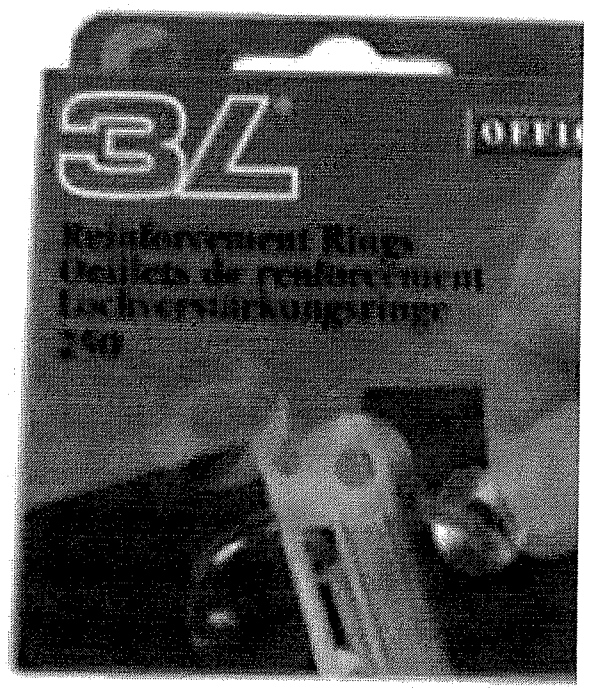 3L
OFFIC
Reinforcement Rings
Oeillets de renforcement
Lochverstärkungsringe
250